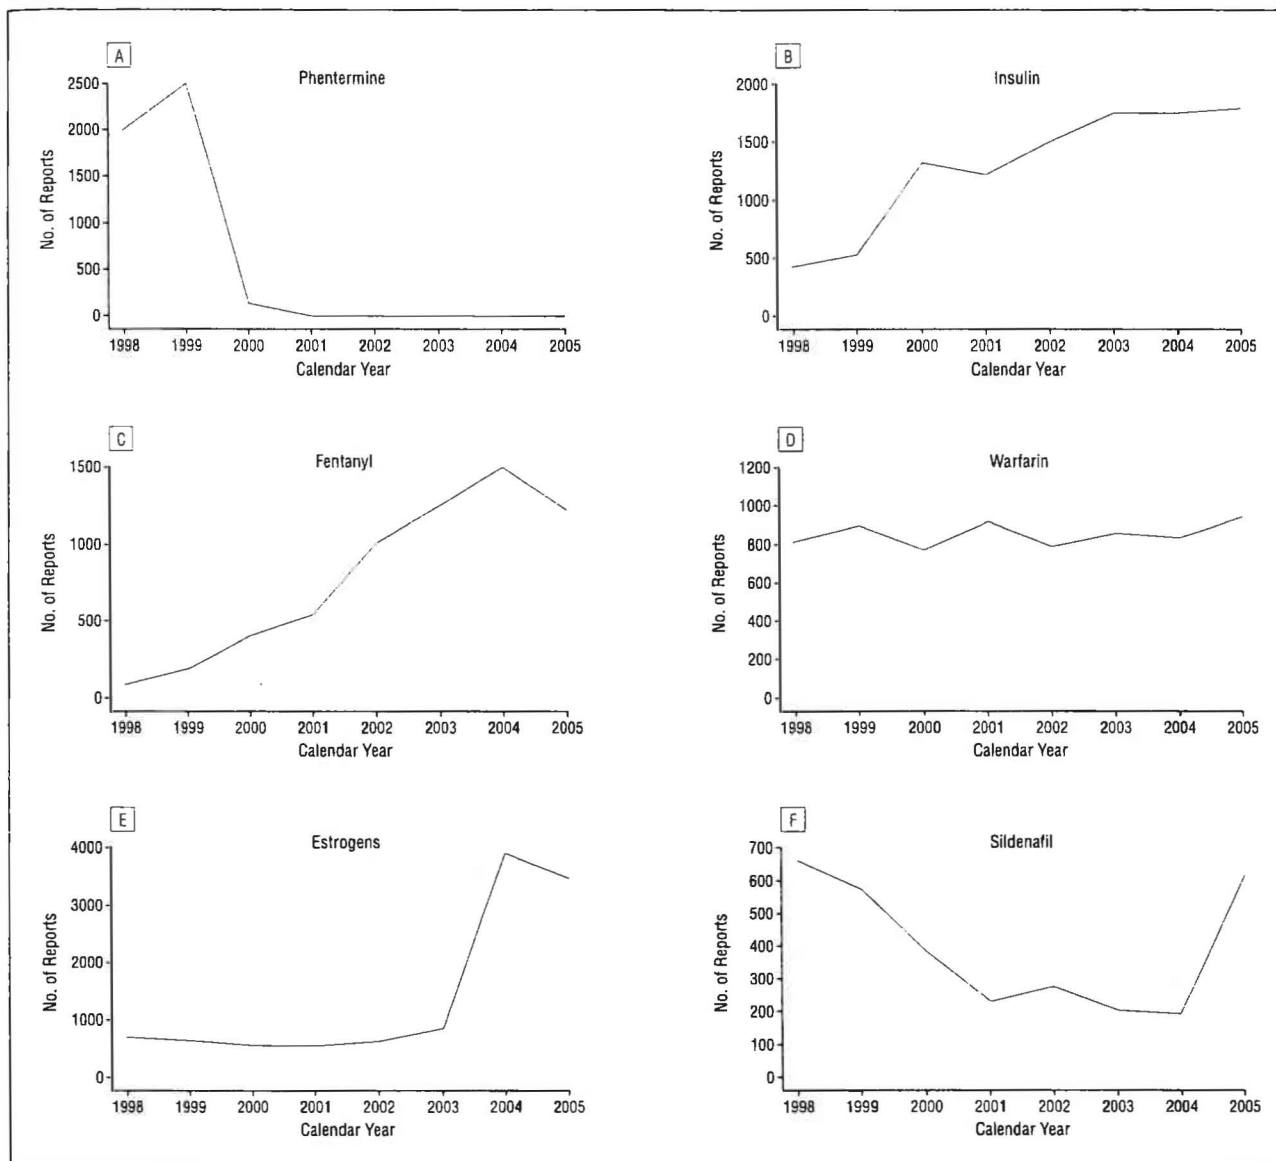 A
Phentermine
2500
2000
1500
1000
500
0
No. of Reports
1998 1999 2000 2001 2002 2003 2004 2005
Calendar Year
B
Insulin
2000
1500
1000
500
0
No. of Reports
1998 1999 2000 2001 2002 2003 2004 2005
Calendar Year
C
Fentanyl
1500
1000
500
0
No. of Reports
1998 1999 2000 2001 2002 2003 2004 2005
Calendar Year
D
Warfarin
1200
1000
800
600
400
200
0
No. of Reports
1998 1999 2000 2001 2002 2003 2004 2005
Calendar Year
E
Estrogens
4000
3000
2000
1000
0
No. of Reports
1998 1999 2000 2001 2002 2003 2004 2005
Calendar Year
F
Sildenafil
700
600
500
400
300
200
100
0
No. of Reports
1998 1999 2000 2001 2002 2003 2004 2005
Calendar Year